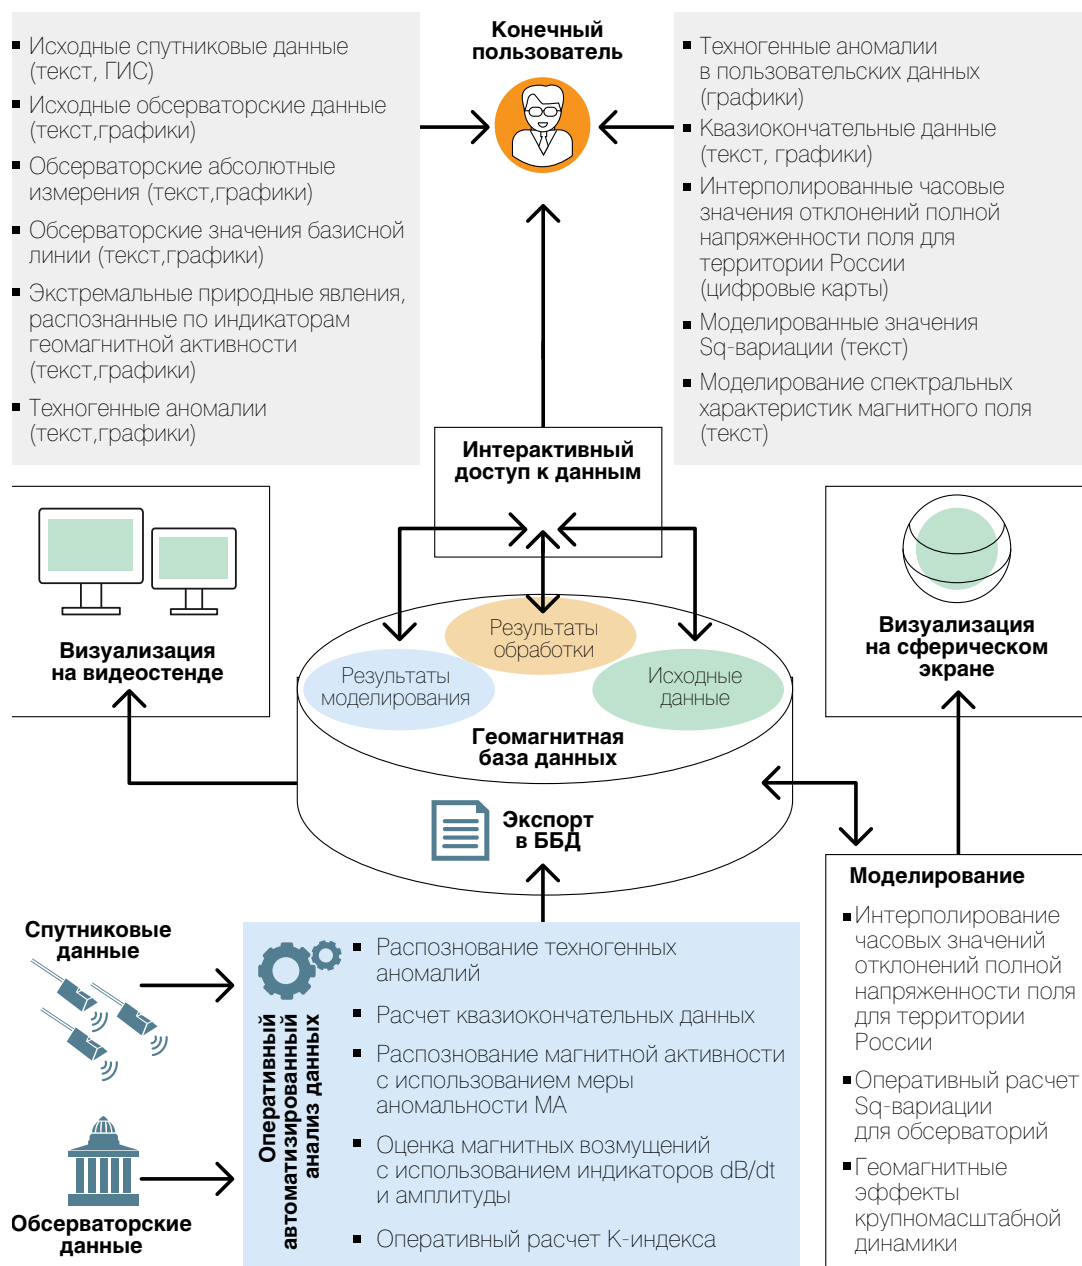 Конечный
пользователь
Исходные спутниковые данные
(текст, ГИС)
Исходные обсерваторские данные
(текст,графики)
Обсерваторские абсолютные
измерения (текст,графики)
Обсерваторские значения базисной
линии (текст,графики)
Экстремальные природные явления,
распознанные по индикаторам
геомагнитной активности
(текст,графики)
Техногенные аномалии
(текст,графики)
Техногенные аномалии
в пользовательских данных
(графики)
Квазиокончательные данные
(текст, графики)
Интерполированные часовые
значения отклонений полной
напряженности поля для
территории России
(цифровые карты)
Моделированные значения
Sq-вариации (текст)
Моделирование спектральных
характеристик магнитного поля
(текст)
Интерактивный
доступ к данным
Визуализация
на видеостенде
Визуализация
на сферическом
экране
Результаты
обработки
Результаты
моделирования
Исходные
данные
Геомагнитная
база данных
Экспорт
в ББД
Спутниковые
данные
Обсерваторские
данные
Оперативный
автоматизированный
анализ данных
Распознование техногенных
аномалий
Расчет квазиокончательных данных
Распознование магнитной активности
с использованием меры
аномальности МА
Оценка магнитных возмущений
с использованием индикаторов dB/dt
и амплитуды
Оперативный расчет К-индекса
Моделирование
Интерполирование
часовых значений
отклонений полной
напряженности поля
для территории
России
Оперативный расчет
Sq-вариации
для обсерваторий
Геомагнитные
эффекты
крупномасштабной
динамики